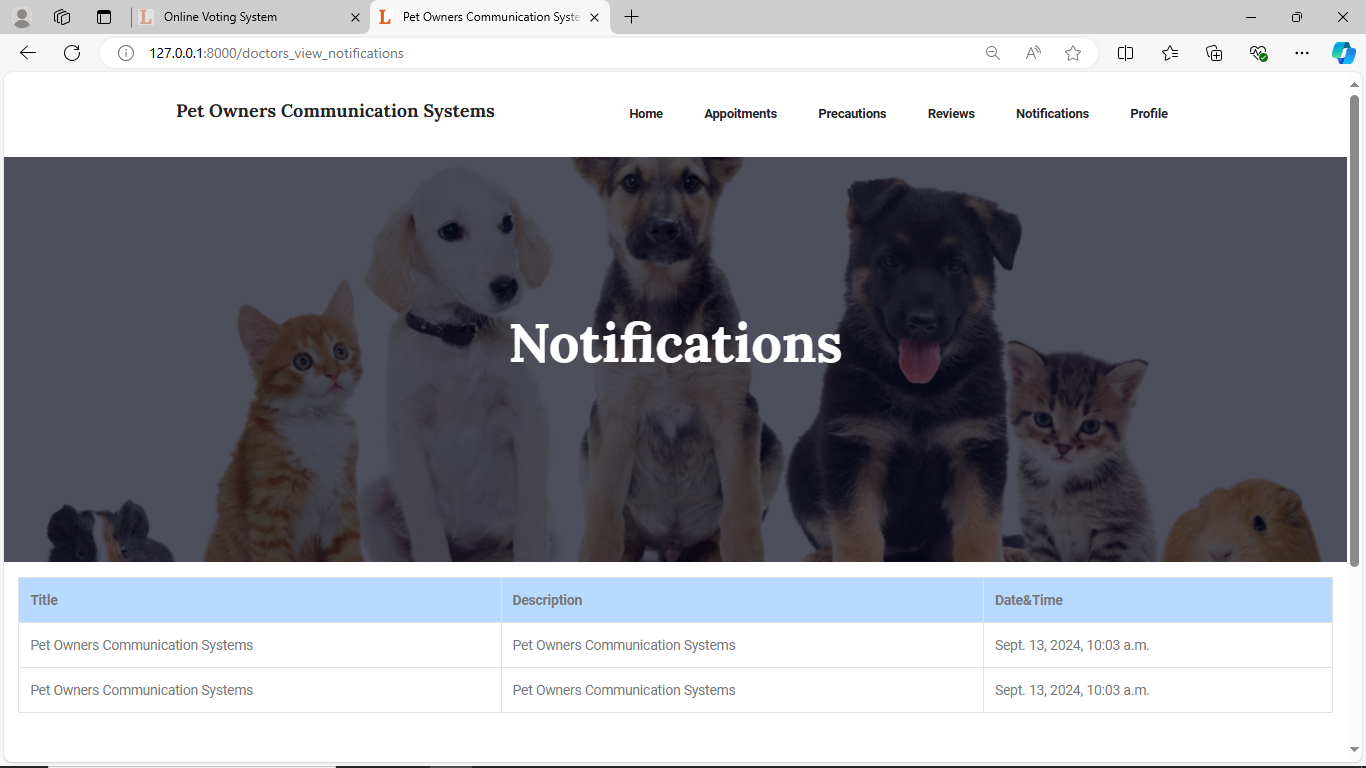 Online Voting System
Pet Owners Communication Syste
127.0.0.1:8000/doctors_view_notifications
Pet Owners Communication Systems
Home Appoitments Precautions Reviews Notifications Profile
Notifications
Title Description Date&Time
Pet Owners Communication Systems Pet Owners Communication Systems Sept. 13, 2024, 10:03 a.m.
Pet Owners Communication Systems Pet Owners Communication Systems Sept. 13, 2024, 10:03 a.m.